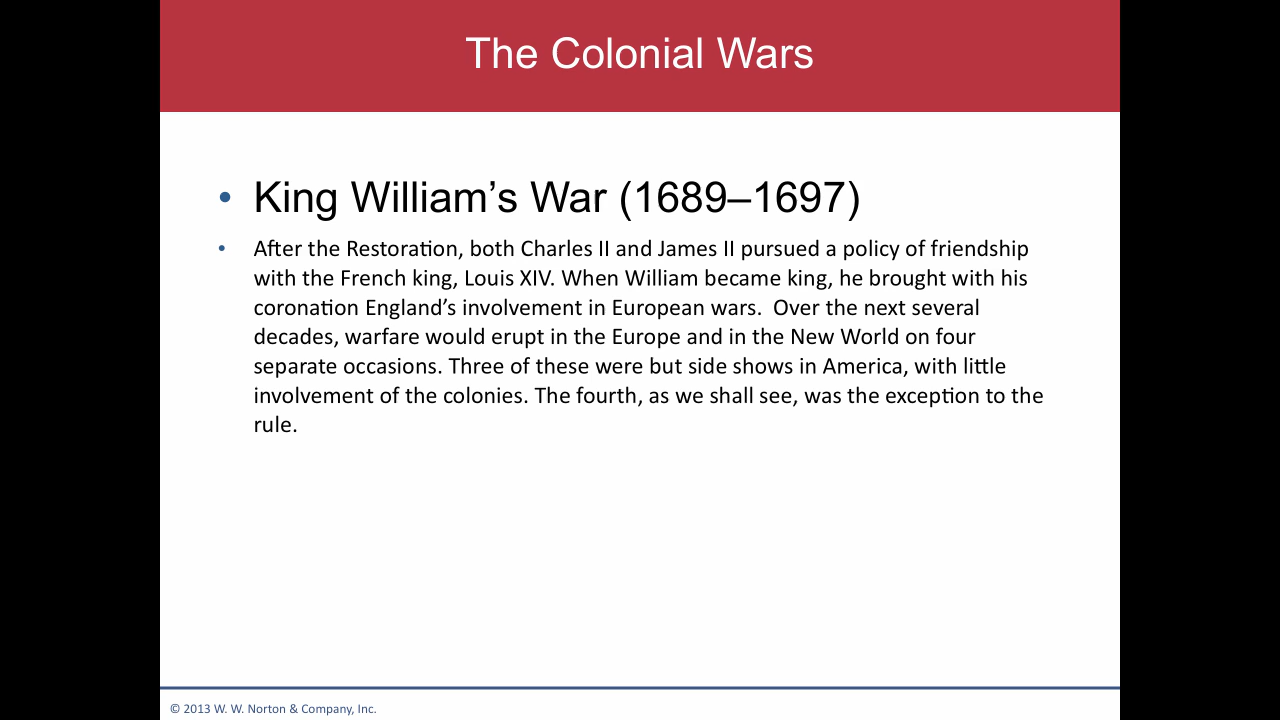 The Colonial Wars
• King William’s War (1689–1697)
• After the Restoration, both Charles II and James II pursued a policy of friendship
with the French king, Louis XIV. When William became king, he brought with his
coronation England’s involvement in European wars.  Over the next several
decades, warfare would erupt in the Europe and in the New World on four
separate occasions. Three of these were but side shows in America, with little
involvement of the colonies. The fourth, as we shall see, was the exception to the
rule.
© 2013 W. W. Norton & Company, Inc.